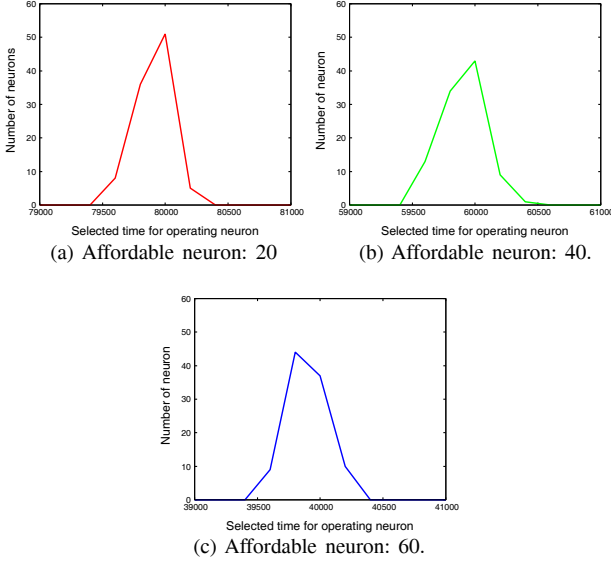 60
50
40
30
20
10
0
Number of neurons
79000 79500 80000 80500 81000
Selected time for operating neuron
(a) Affordable neuron: 20
60
50
40
30
20
10
0
Number of neuron
59000 59500 60000 60500 61000
Selected time for operating neuron
(b) Affordable neuron: 40.
60
50
40
30
20
10
0
Number of neuron
39000 39500 40000 40500 41000
Selected time for operating neuron
(c) Affordable neuron: 60.